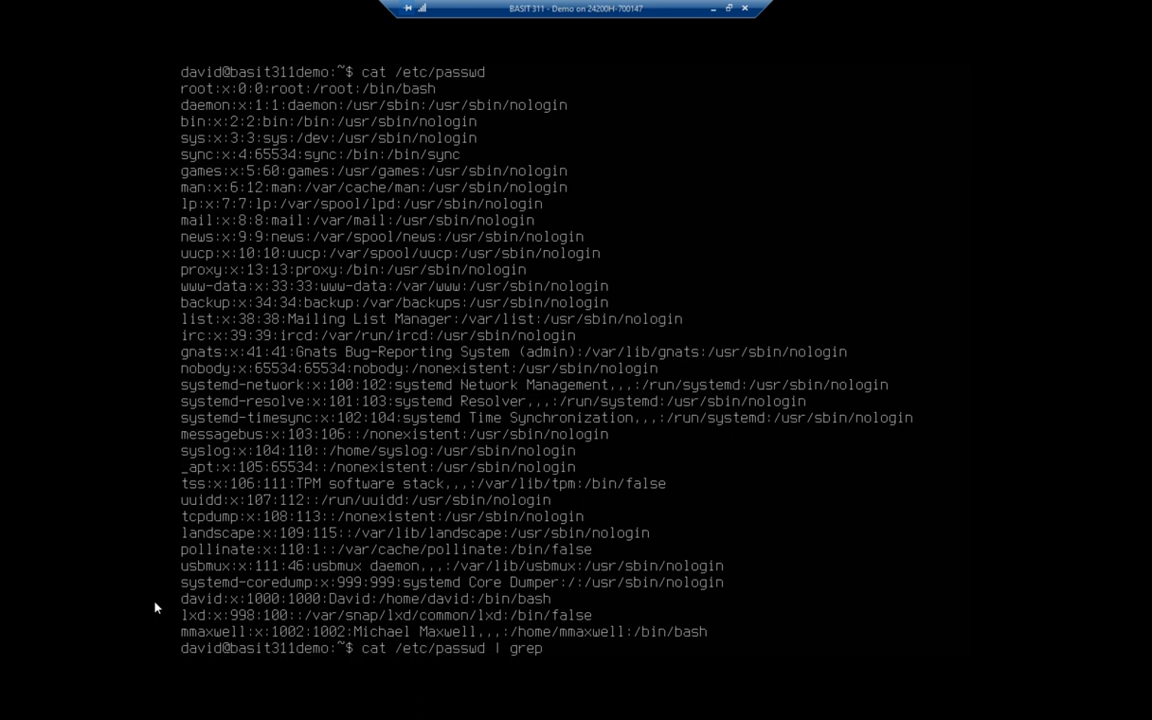 BASIT 311 - Demo on 24200H-700147
david@basit311demo:~$ cat /etc/passwd
root:x:0:0:root:/root:/bin/bash
daemon:x:1:1:daemon:/usr/sbin:/usr/sbin/nologin
bin:x:2:2:bin:/bin:/usr/sbin/nologin
sys:x:3:3:sys:/dev:/usr/sbin/nologin
sync:x:4:65534:sync:/bin:/bin/sync
games:x:5:60:games:/usr/games:/usr/sbin/nologin
man:x:6:12:man:/var/cache/man:/usr/sbin/nologin
lp:x:7:7:lp:/var/spool/lpd:/usr/sbin/nologin
mail:x:8:8:mail:/var/mail:/usr/sbin/nologin
news:x:9:9:news:/var/spool/news:/usr/sbin/nologin
uucp:x:10:10:uucp:/var/spool/uucp:/usr/sbin/nologin
proxy:x:13:13:proxy:/bin:/usr/sbin/nologin
www-data:x:33:33:www-data:/var/www:/usr/sbin/nologin
backup:x:34:34:backup:/var/backups:/usr/sbin/nologin
list:x:38:38:Mailing List Manager:/var/list:/usr/sbin/nologin
irc:x:39:39:ircd:/var/run/ircd:/usr/sbin/nologin
gnats:x:41:41:Gnats Bug-Reporting System (admin):/var/lib/gnats:/usr/sbin/nologin
nobody:x:65534:65534:nobody:/nonexistent:/usr/sbin/nologin
systemd-network:x:100:102:systemd Network Management,,,:/run/systemd:/usr/sbin/nologin
systemd-resolve:x:101:103:systemd Resolver,,,:/run/systemd:/usr/sbin/nologin
systemd-timesync:x:102:104:systemd Time Synchronization,,,:/run/systemd:/usr/sbin/nologin
messagebus:x:103:106::/nonexistent:/usr/sbin/nologin
syslog:x:104:110::/home/syslog:/usr/sbin/nologin
_apt:x:105:65534::/nonexistent:/usr/sbin/nologin
tss:x:106:111:TPM software stack,,,:/var/lib/tpm:/bin/false
uuidd:x:107:112::/run/uuidd:/usr/sbin/nologin
tcpdump:x:108:113::/nonexistent:/usr/sbin/nologin
landscape:x:109:115::/var/lib/landscape:/usr/sbin/nologin
pollinate:x:110:1::/var/cache/pollinate:/bin/false
usbmux:x:111:46:usbmux daemon,,,:/var/lib/usbmux:/usr/sbin/nologin
systemd-coredump:x:999:999:systemd Core Dumper:/:/usr/sbin/nologin
david:x:1000:1000:David:/home/david:/bin/bash
lxd:x:998:100::/var/snap/lxd/common/lxd:/bin/false
mmaxwell:x:1002:1002:Michael Maxwell,,,:/home/mmaxwell:/bin/bash
david@basit311demo:~$ cat /etc/passwd | grep